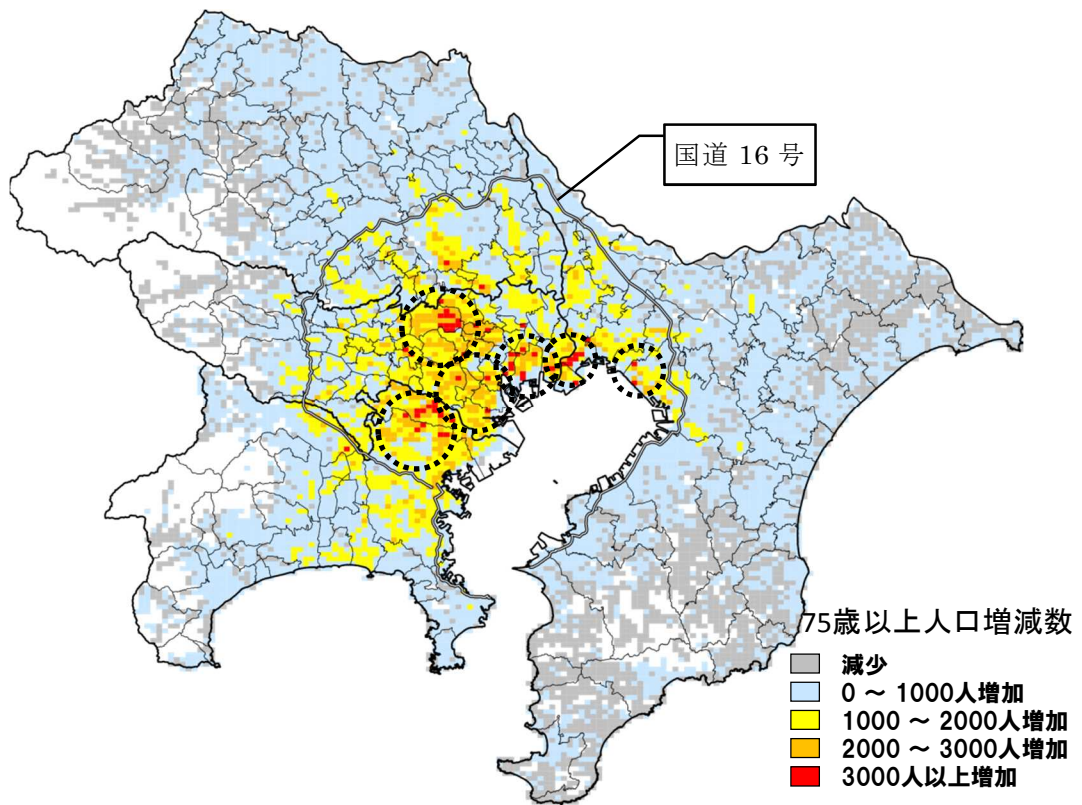 国道 16 号
75歳以上人口増減数
減少
0 ～ 1000人増加
1000 ～ 2000人増加
2000 ～ 3000人増加
3000人以上増加